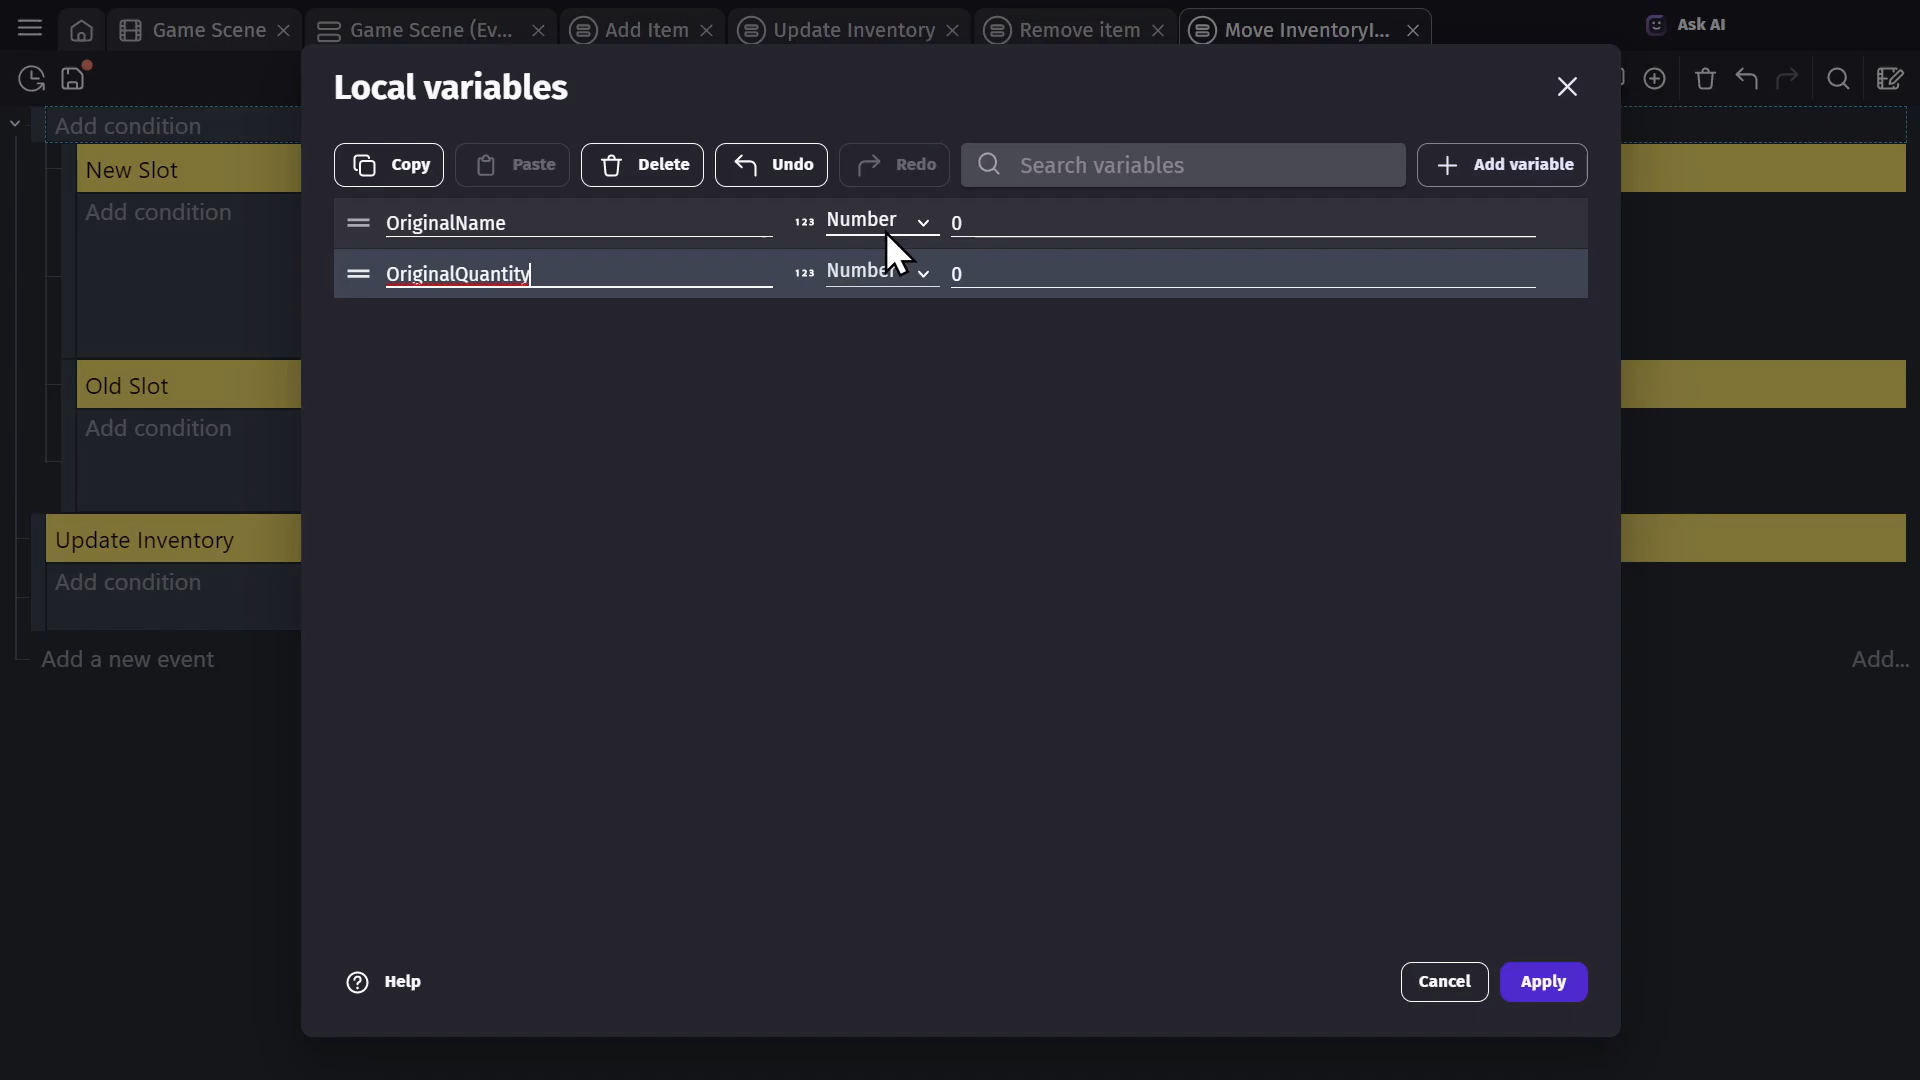 Game Scene
Game Scene (Ev...
Add Item
Update Inventory
Remove item
Move InventoryI...
Ask AI
Local variables
Copy
Paste
Delete
Undo
Redo
Search variables
Add variable
OriginalName
123
Number
0
OriginalQuantity
123
Number
0
Add condition
New Slot
Add condition
Old Slot
Add condition
Update Inventory
Add condition
Add a new event
Add...
Help
Cancel
Apply